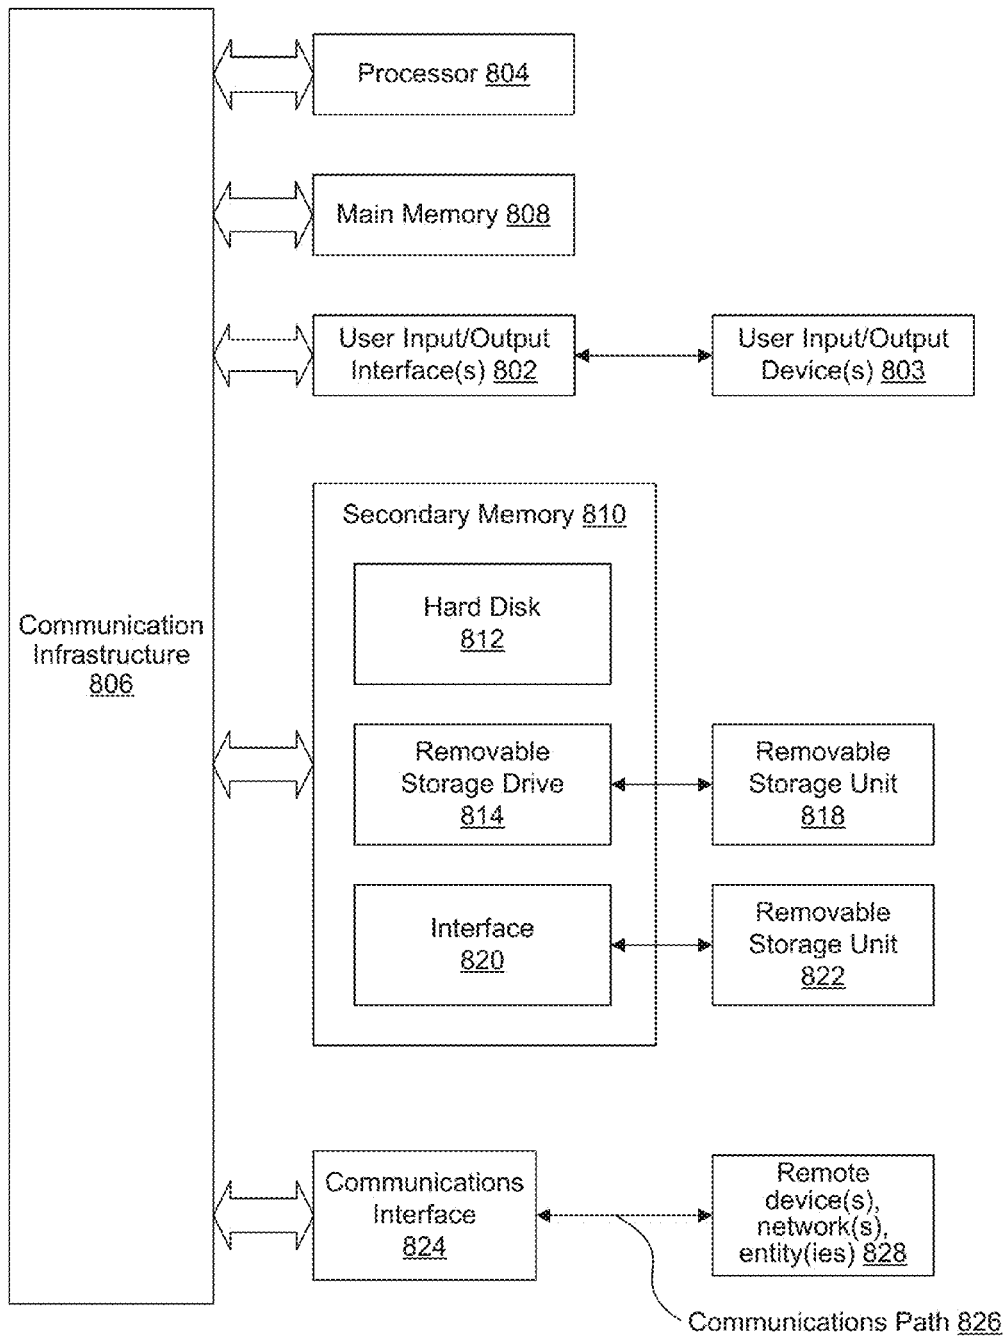 Processor 804
Main Memory 808
User Input/Output
Interface(s) 802
User Input/Output
Device(s) 803
Secondary Memory 810
Hard Disk
812
Communication
Infrastructure
806
Removable
Storage Drive
814
Removable
Storage Unit
818
Interface
820
Removable
Storage Unit
822
Communications
Interface
824
Remote
device(s),
network(s),
entity(ies) 828
Communications Path 826